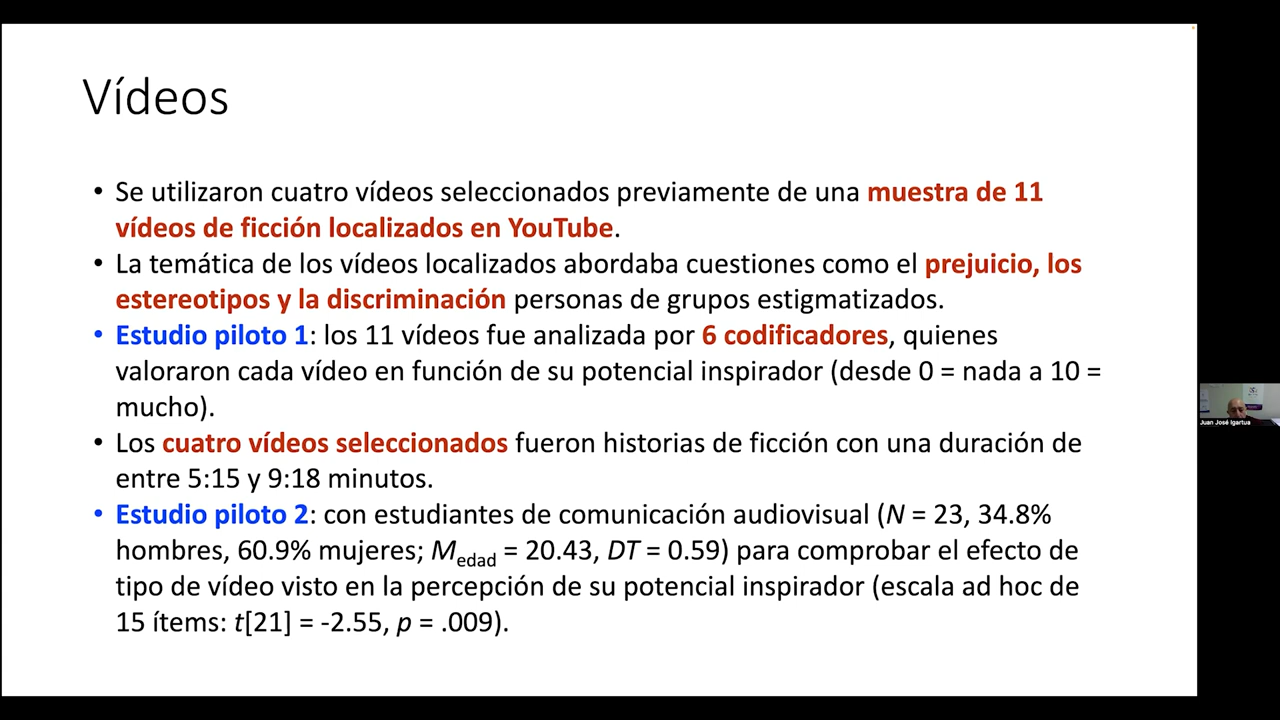 Vídeos
• Se utilizaron cuatro vídeos seleccionados previamente de una muestra de 11
vídeos de ficción localizados en YouTube.
• La temática de los vídeos localizados abordaba cuestiones como el prejuicio, los
estereotipos y la discriminación personas de grupos estigmatizados.
• Estudio piloto 1: los 11 vídeos fue analizada por 6 codificadores, quienes
valoraron cada vídeo en función de su potencial inspirador (desde 0 = nada a 10 =
mucho).
• Los cuatro vídeos seleccionados fueron historias de ficción con una duración de
entre 5:15 y 9:18 minutos.
• Estudio piloto 2: con estudiantes de comunicación audiovisual (N = 23, 34.8%
hombres, 60.9% mujeres; Medad = 20.43, DT = 0.59) para comprobar el efecto de
tipo de vídeo visto en la percepción de su potencial inspirador (escala ad hoc de
15 ítems: t[21] = -2.55, p = .009).
Juan José Igartua